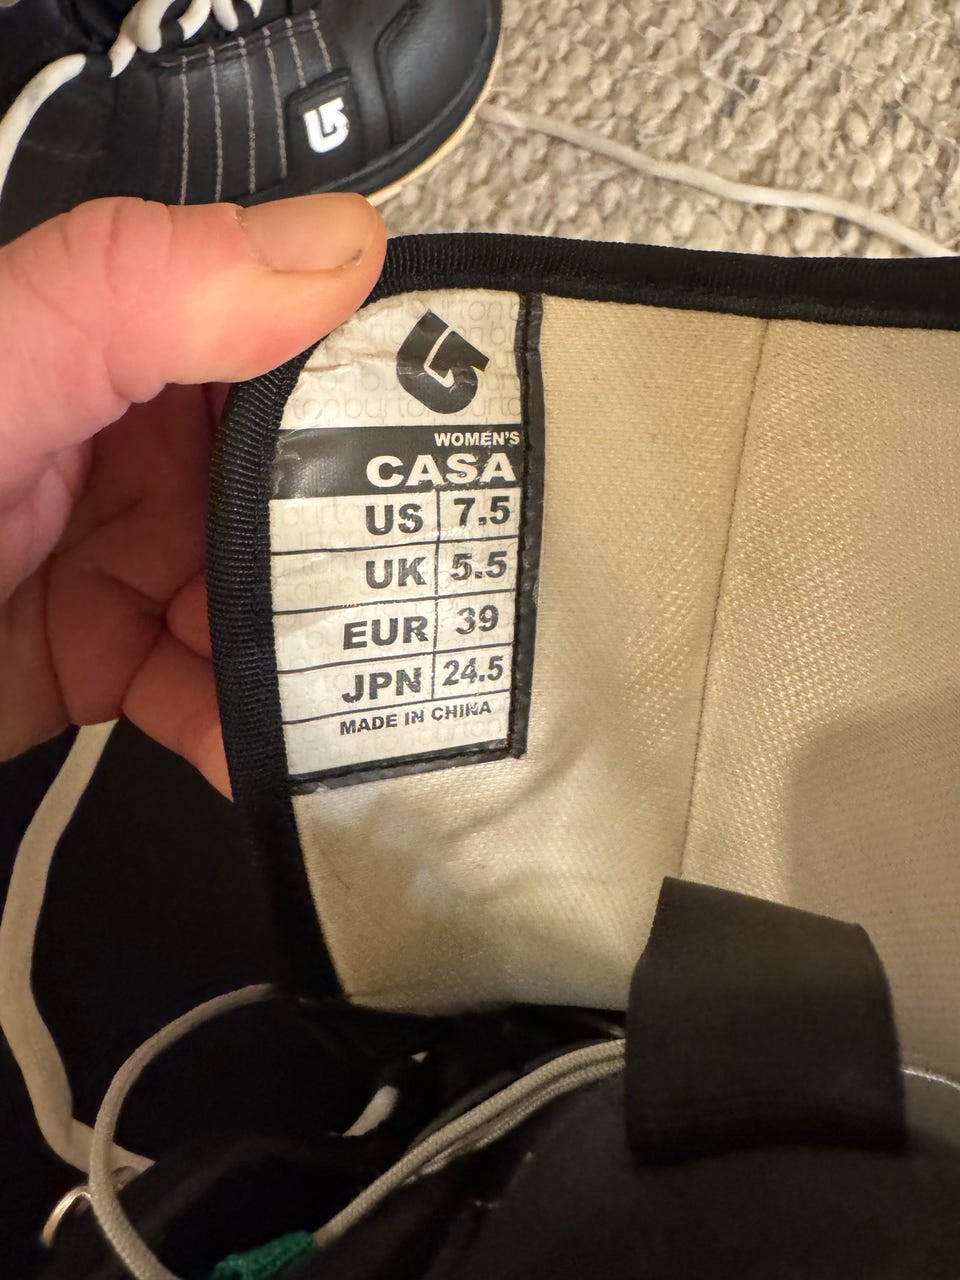 WOMEN'S
CASA
US 7.5
UK 5.5
EUR 39
JPN 24.5
MADE IN CHINA